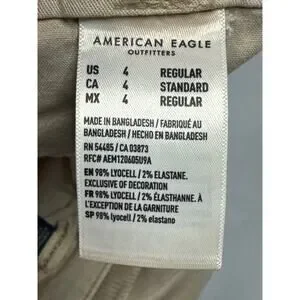 AMERICAN EAGLE
OUTFITTERS
US 4 REGULAR
CA 4 STANDARD
MX 4 REGULAR
MADE IN BANGLADESH / FABRIQUÉ AU
BANGLADESH / HECHO EN BANGLADESH
RN 54485 / CA 03873
RFC# AEM120605U9A
EN 98% LYOCELL / 2% ELASTANE.
EXCLUSIVE OF DECORATION
FR 98% LYOCELL / 2% ÉLASTHANNE. À
L'EXCEPTION DE LA GARNITURE
SP 98% lyocell / 2% elastano